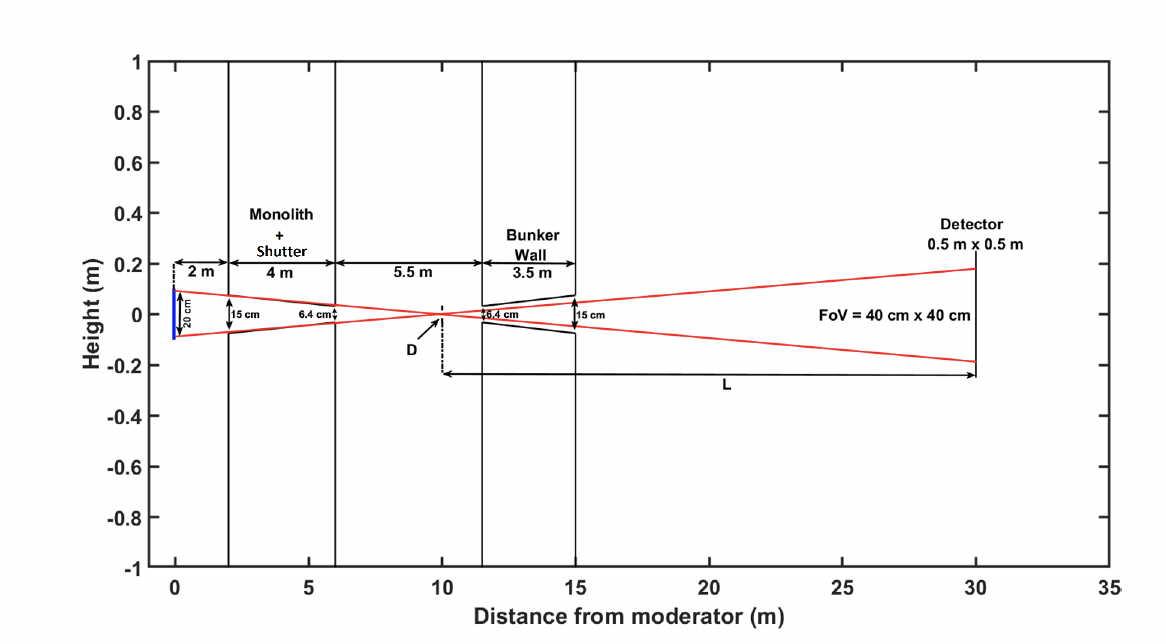 1
0.8
0.6
0.4
0.2
0
-0.2
-0.4
-0.6
-0.8
-1
Height (m)
Monolith
+
Shutter
2 m
4 m
5.5 m
Bunker
Wall
3.5 m
Detector
0.5 m x 0.5 m
20 cm
15 cm
6.4 cm
6.4 cm
15 cm
FoV = 40 cm x 40 cm
D
L
0
5
10
15
20
25
30
35
Distance from moderator (m)